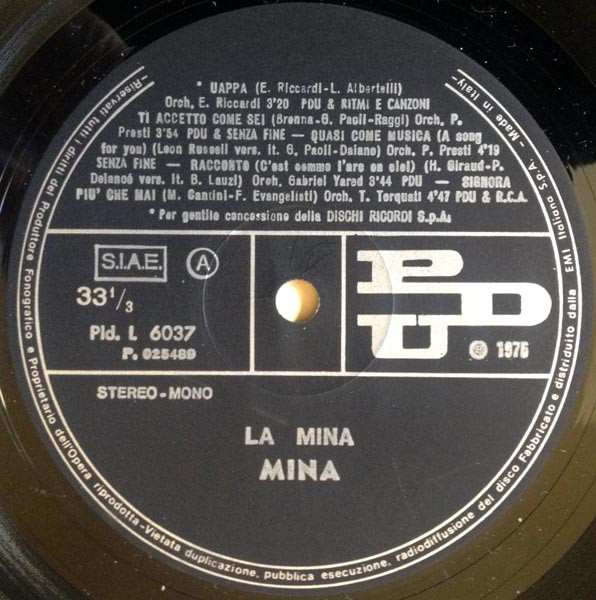 * UAPPA (E. Riccardi-L. Albertelli)
Orch. E. Riccardi 3'20 PDU & RITMI E CANZONI
TI ACCETTO COME SEI (Brenna-G. Paoli-Raggi) Orch. P.
Presti 3'54 PDU & SENZA FINE — QUASI COME MUSICA (A song
for you) (Leon Russell vers. it. G. Paoli-Daiano) Orch. P. Presti 4'19
SENZA FINE — RACCONTO (C'est comme l'arc en ciel) (H. Giraud-P.
Delanoé vers. It. B. Lauzi) Orch. Gabriel Yared 3'44 PDU — SIGNORA
PIU' CHE MAI (M. Cantini-F. Evangelisti) Orch. T. Torquati 4'47 PDU & R.C.A.
* Per gentile concessione della DISCHI RICORDI S.p.A.
S.I.A.E. A
33 1/3
Pld. L 6037
P. 025489
PDU
℗ 1975
STEREO-MONO
LA MINA
MINA
-Riservati tutti i diritti del Produttore Fonografico e Proprietario dell'Opera riprodotta-Vietata duplicazione, pubblica esecuzione, radiodiffusione del disco Fabbricato e distribuito dalla EMI Italiana S.P.A.-Made in Italy-